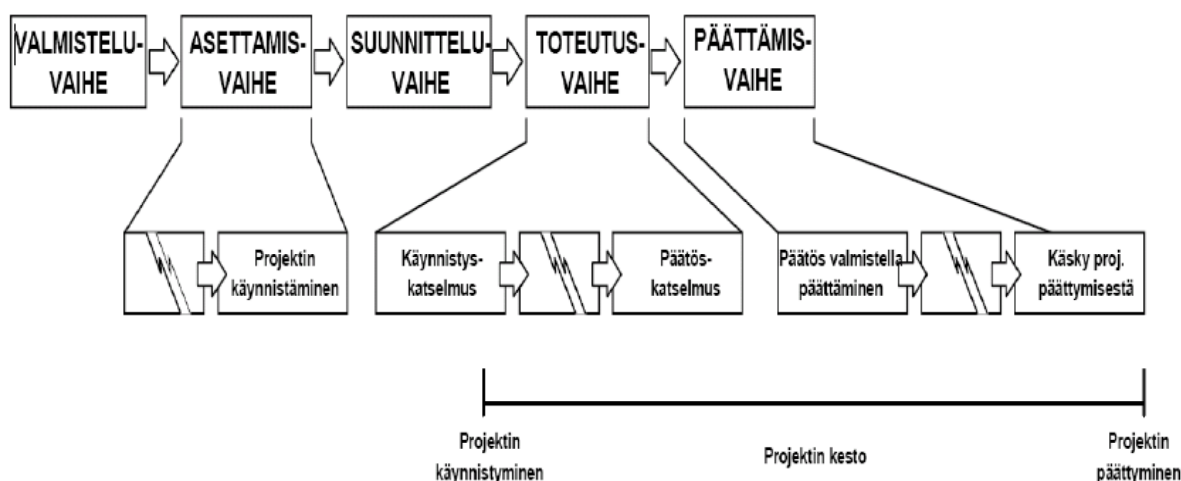 VALMISTELU-
VAIHE
ASETTAMIS-
VAIHE
SUUNNITTELU-
VAIHE
TOTEUTUS-
VAIHE
PÄÄTTÄMIS-
VAIHE
Projektin
käynnistäminen
Käynnistys-
katselmus
Päätös-
katselmus
Päätös valmistella
päättäminen
Käsky proj.
päättymisestä
Projektin
käynnistyminen
Projektin kesto
Projektin
päättyminen